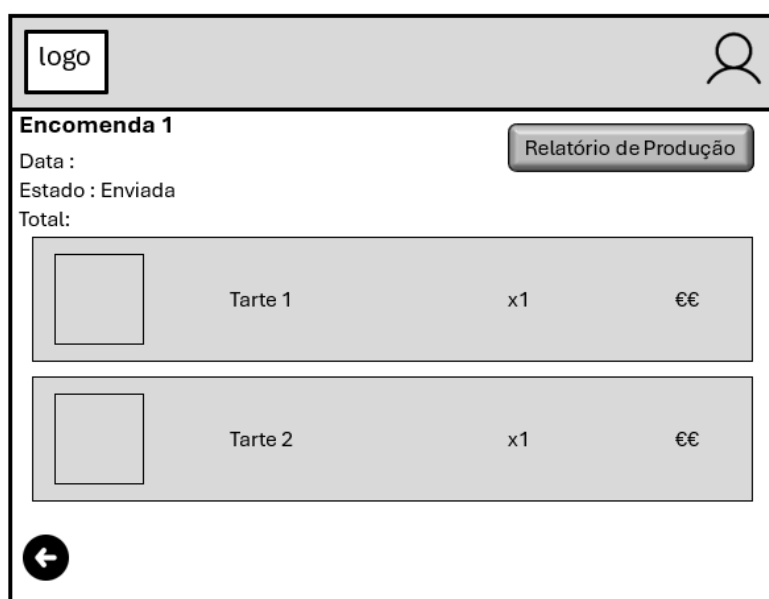 logo
Encomenda 1
Relatório de Produção
Data :
Estado : Enviada
Total:
Tarte 1 x1 €€
Tarte 2 x1 €€